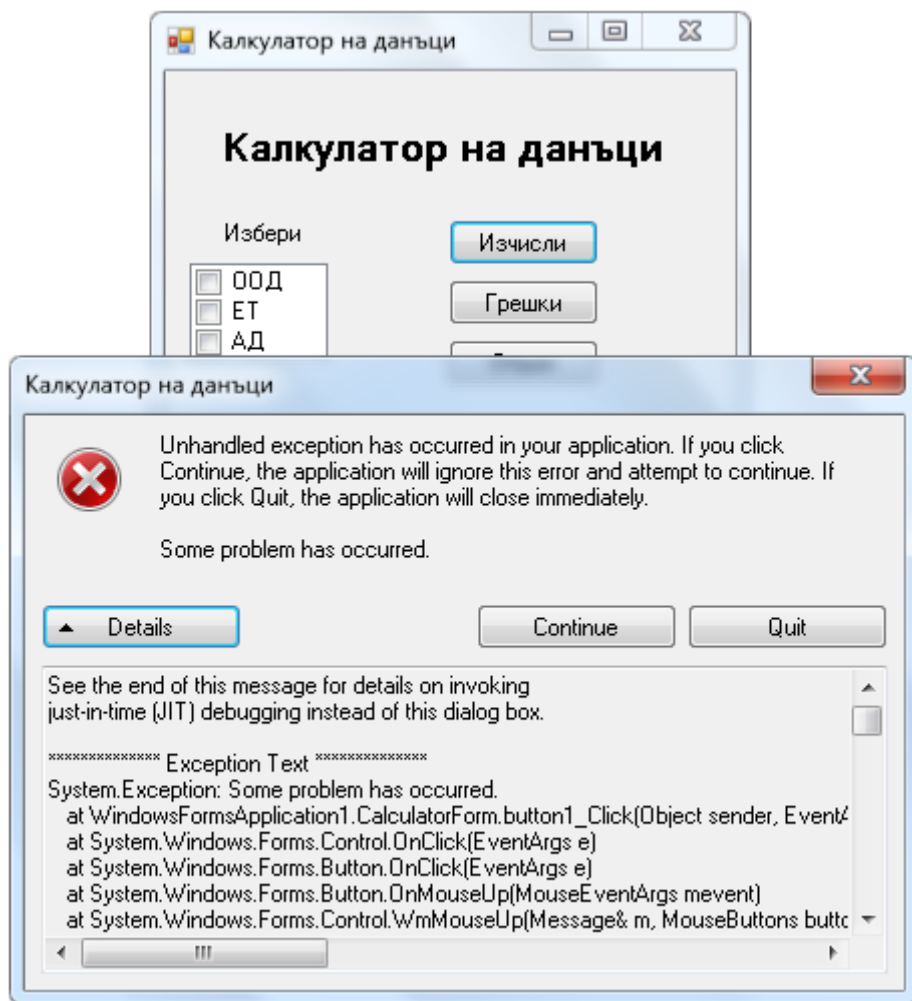 Калкулатор на данъци
Калкулатор на данъци
Избери
Изчисли
ООД
ЕТ
АД
Грешки
Калкулатор на данъци
Unhandled exception has occurred in your application. If you click
Continue, the application will ignore this error and attempt to continue. If
you click Quit, the application will close immediately.
Some problem has occurred.
Details
Continue
Quit
See the end of this message for details on invoking
just-in-time (JIT) debugging instead of this dialog box.
************** Exception Text **************
System.Exception: Some problem has occurred.
at WindowsFormsApplication1.CalculatorForm.button1_Click(Object sender, EventA
at System.Windows.Forms.Control.OnClick(EventArgs e)
at System.Windows.Forms.Button.OnClick(EventArgs e)
at System.Windows.Forms.Button.OnMouseUp(MouseEventArgs mevent)
at System.Windows.Forms.Control.WmMouseUp(Message& m, MouseButtons buttc